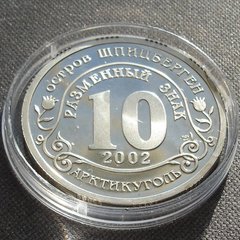 остров Шпицберген
РАЗМЕННЫЙ ЗНАК
10
2002
АРКТИКУГОЛЬ